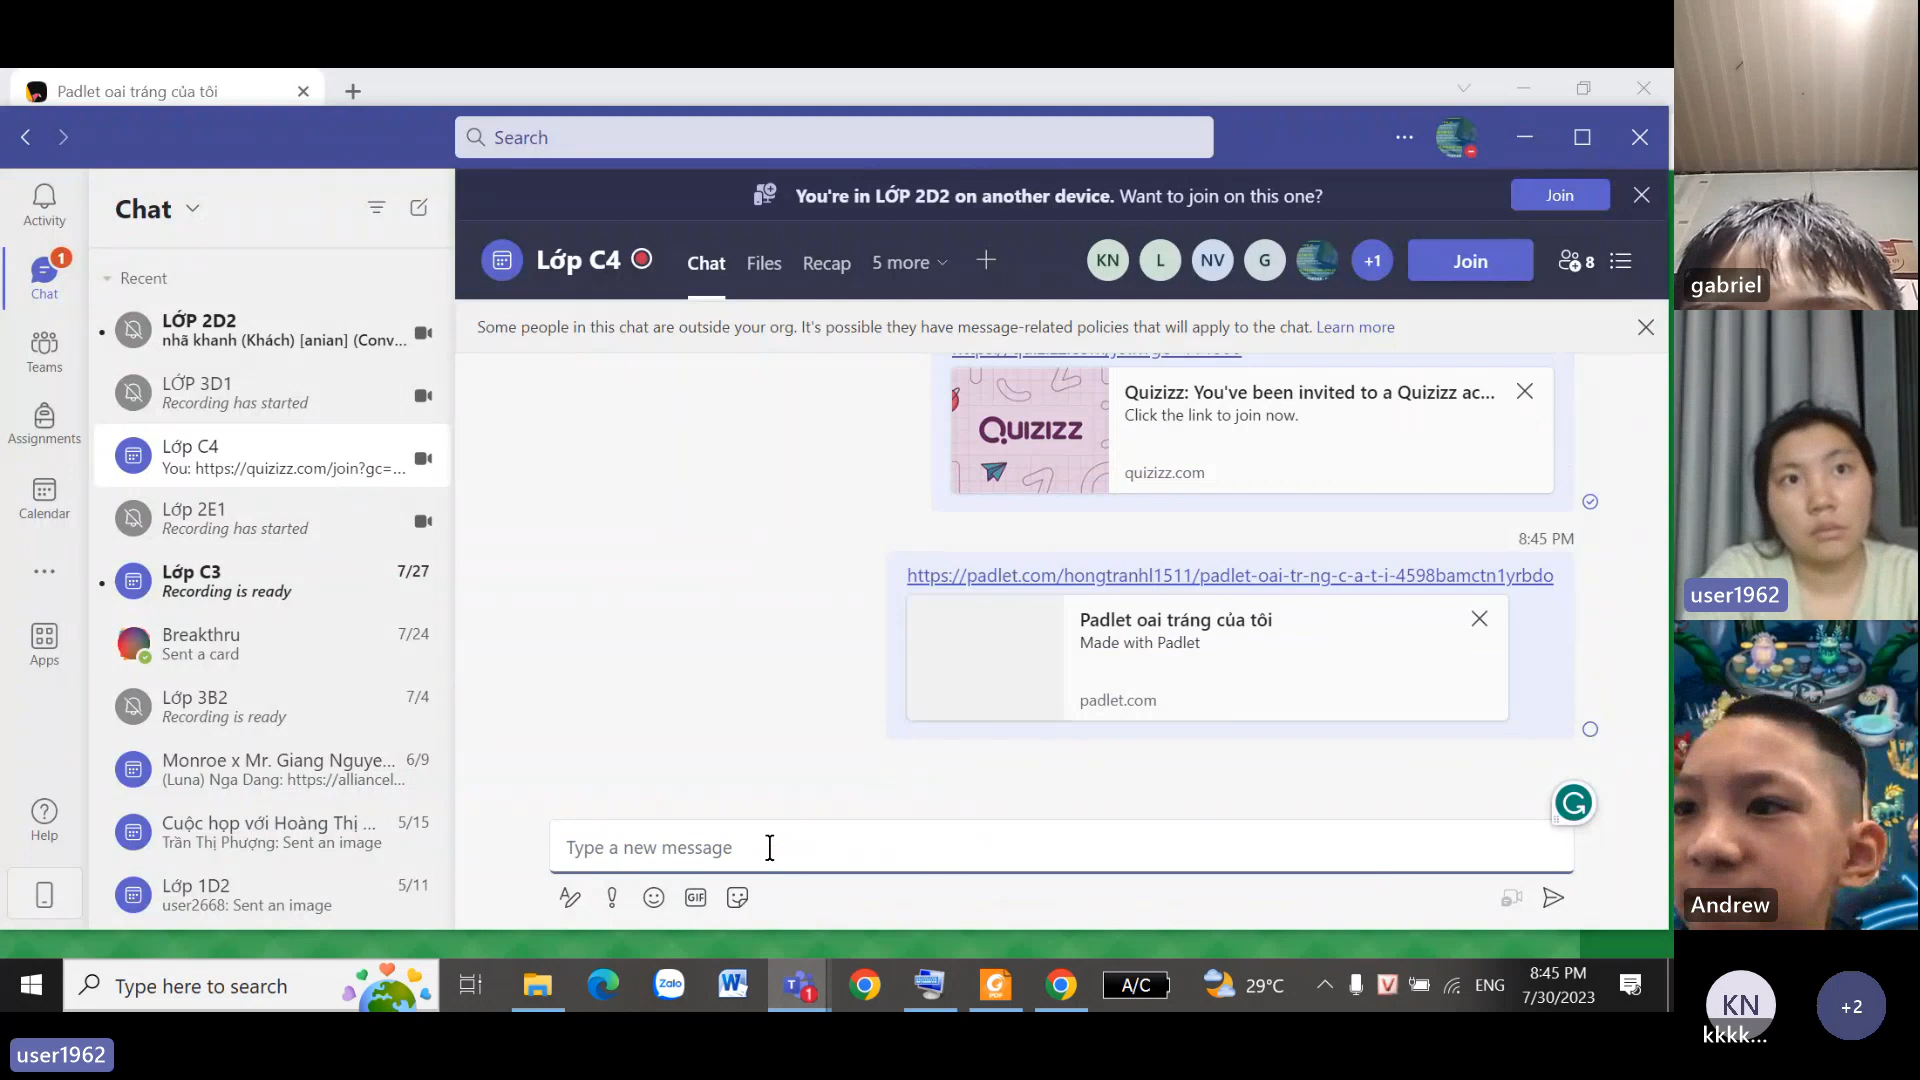 Padlet oai tráng của tôi
Search
Activity
Chat
1
Chat
Teams
Assignments
Calendar
Apps
Help
Recent
LỚP 2D2
nhã khanh (Khách) [anian] (Conv...
LỚP 3D1
Recording has started
Lớp C4
You: https://quizizz.com/join?gc=...
Lớp 2E1
Recording has started
Lớp C3
7/27
Recording is ready
Breakthru
7/24
Sent a card
Lớp 3B2
7/4
Recording is ready
Monroe x Mr. Giang Nguye...
6/9
(Luna) Nga Dang: https://alliancel...
Cuộc họp với Hoàng Thị ...
5/15
Trần Thị Phượng: Sent an image
Lớp 1D2
5/11
user2668: Sent an image
You're in LỚP 2D2 on another device. Want to join on this one?
Join
Lớp C4
Chat
Files
Recap
5 more
KN
L
NV
G
+1
Join
8
Some people in this chat are outside your org. It's possible they have message-related policies that will apply to the chat. Learn more
QUIZIZZ
Quizizz: You've been invited to a Quizizz ac...
Click the link to join now.
quizizz.com
8:45 PM
https://padlet.com/hongtranhl1511/padlet-oai-tr-ng-c-a-t-i-4598bamctn1yrbdo
Padlet oai tráng của tôi
Made with Padlet
padlet.com
G
Type a new message
GIF
Type here to search
Zalo
W
1
PDF
A/C
29°C
V
ENG
8:45 PM
7/30/2023
gabriel
user1962
Andrew
KN
kkkk...
+2
user1962